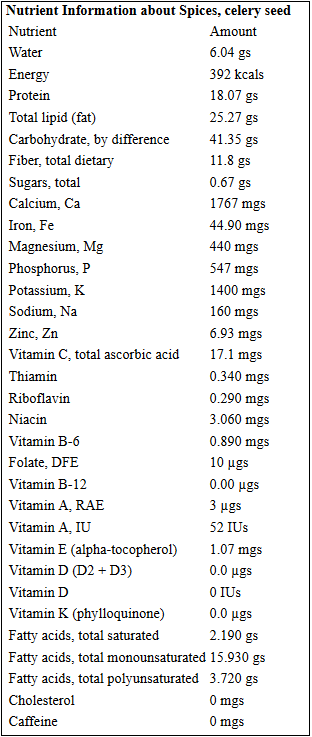 Nutrient Information about Spices, celery seed
Nutrient Amount
Water 6.04 gs
Energy 392 kcals
Protein 18.07 gs
Total lipid (fat) 25.27 gs
Carbohydrate, by difference 41.35 gs
Fiber, total dietary 11.8 gs
Sugars, total 0.67 gs
Calcium, Ca 1767 mgs
Iron, Fe 44.90 mgs
Magnesium, Mg 440 mgs
Phosphorus, P 547 mgs
Potassium, K 1400 mgs
Sodium, Na 160 mgs
Zinc, Zn 6.93 mgs
Vitamin C, total ascorbic acid 17.1 mgs
Thiamin 0.340 mgs
Riboflavin 0.290 mgs
Niacin 3.060 mgs
Vitamin B-6 0.890 mgs
Folate, DFE 10 µgs
Vitamin B-12 0.00 µgs
Vitamin A, RAE 3 µgs
Vitamin A, IU 52 IUs
Vitamin E (alpha-tocopherol) 1.07 mgs
Vitamin D (D2 + D3) 0.0 µgs
Vitamin D 0 IUs
Vitamin K (phylloquinone) 0.0 µgs
Fatty acids, total saturated 2.190 gs
Fatty acids, total monounsaturated 15.930 gs
Fatty acids, total polyunsaturated 3.720 gs
Cholesterol 0 mgs
Caffeine 0 mgs